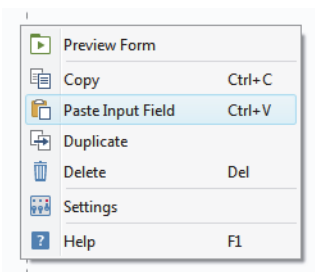 Preview Form
Copy Ctrl+C
Paste Input Field Ctrl+V
Duplicate
Delete Del
Settings
? Help F1